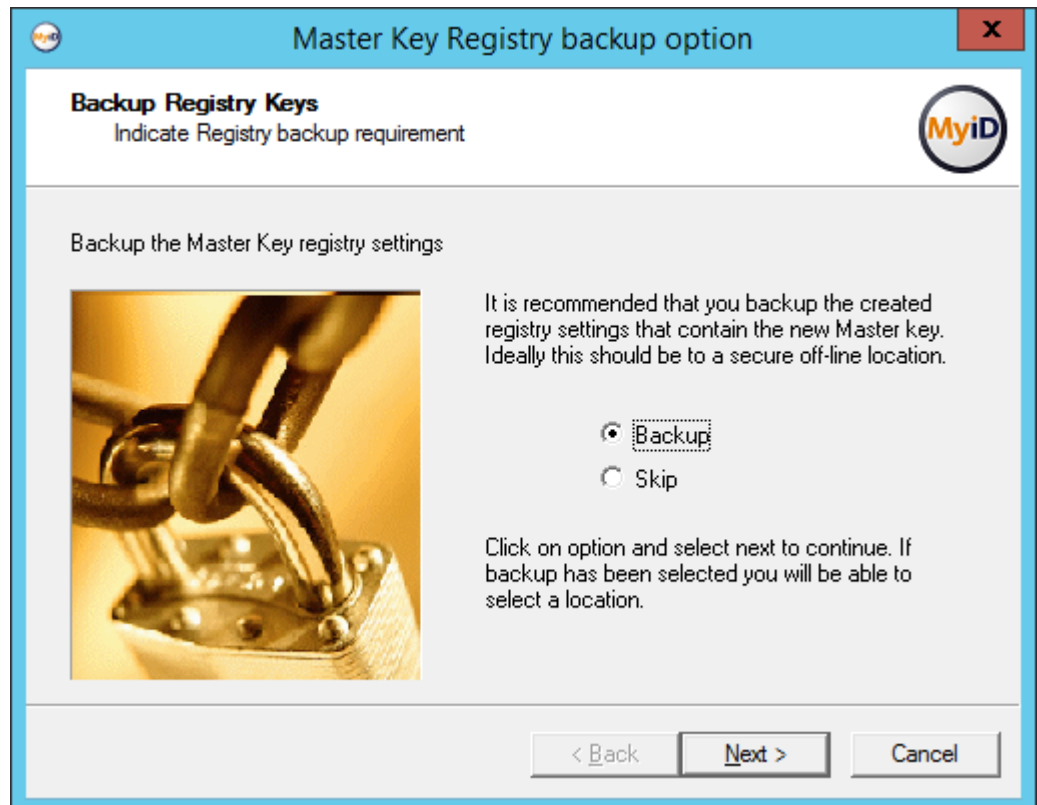 MyiD
Master Key Registry backup option
x
Backup Registry Keys
Indicate Registry backup requirement
MyiD
Backup the Master Key registry settings
It is recommended that you backup the created
registry settings that contain the new Master key.
Ideally this should be to a secure off-line location.
Backup
Skip
Click on option and select next to continue. If
backup has been selected you will be able to
select a location.
< Back
Next >
Cancel